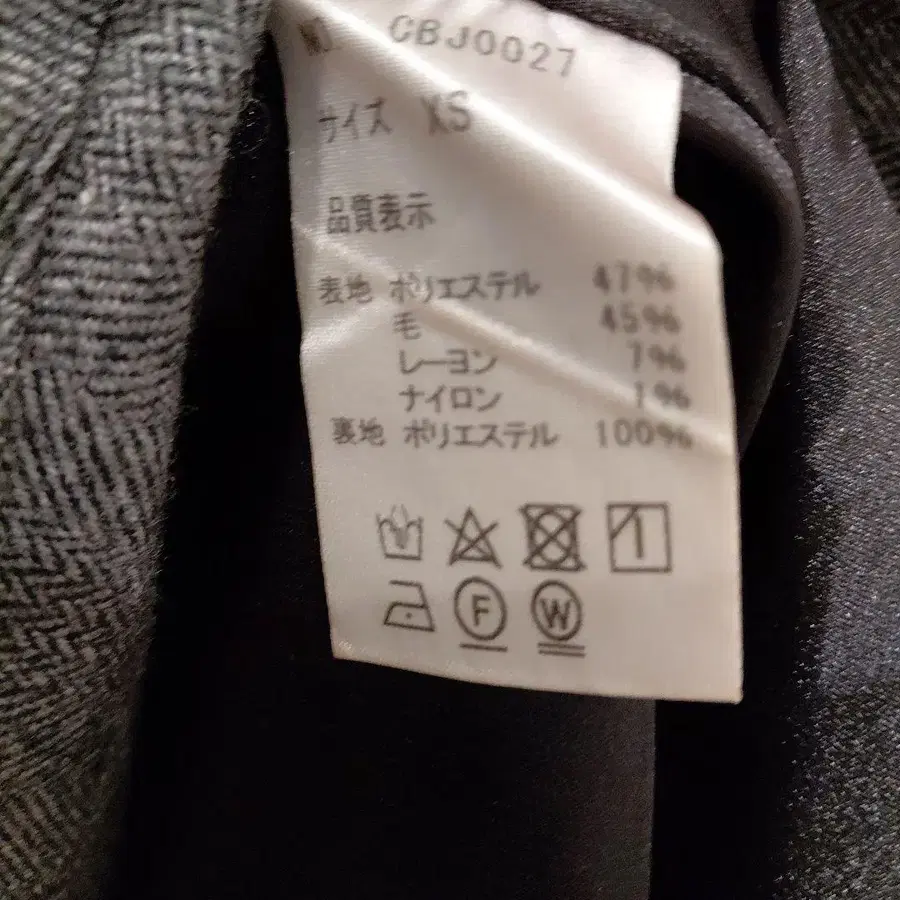 NO. CBJ0027
サイズ XS
品質表示
表地 ポリエステル 47%
毛 45%
レーヨン 7%
ナイロン 1%
裏地 ポリエステル 100%
F W